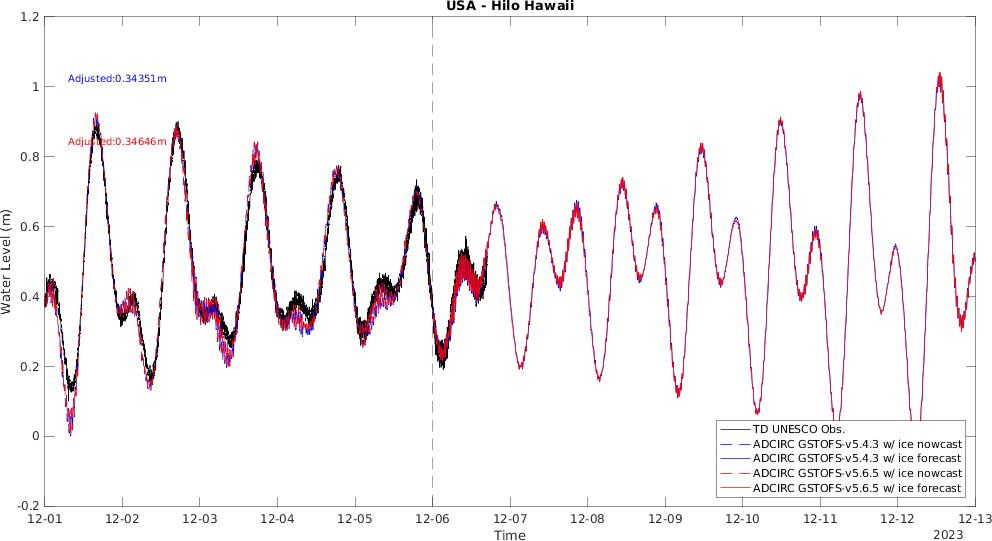 USA - Hilo Hawaii
1.2
1
0.8
0.6
0.4
0.2
0
-0.2
Water Level (m)
Adjusted:0.34351m
Adjusted:0.34646m
TD UNESCO Obs.
ADCIRC GSTOFS-v5.4.3 w/ ice nowcast
ADCIRC GSTOFS-v5.4.3 w/ ice forecast
ADCIRC GSTOFS-v5.6.5 w/ ice nowcast
ADCIRC GSTOFS-v5.6.5 w/ ice forecast
12-01 12-02 12-03 12-04 12-05 12-06 12-07 12-08 12-09 12-10 12-11 12-12 12-13
Time
2023